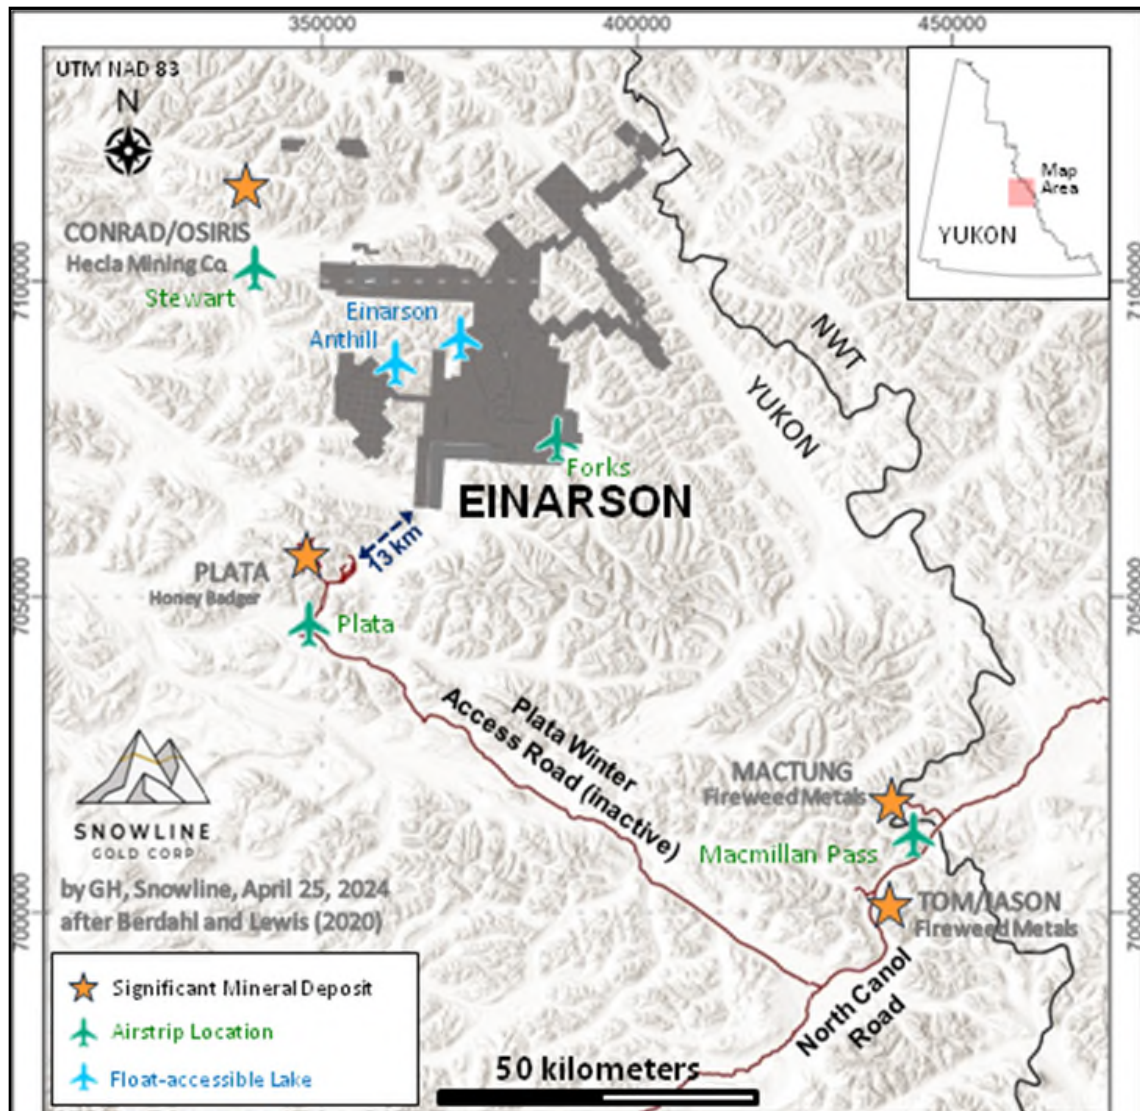 350000
400000
450000
UTM NAD 83
N
Map
Area
YUKON
CONRAD/OSIRIS
Hecla Mining Co.
Stewart
7100000
7100000
Einarson
Anthill
NWT
YUKON
Forks
EINARSON
13 km
PLATA
Honey Badger
Plata
7050000
7050000
Plata Winter
Access Road (inactive)
MACTUNG
Fireweed Metals
Macmillan Pass
SNOWLINE
GOLD CORP
by GH, Snowline, April 25, 2024
after Berdahl and Lewis (2020)
TOM/JASON
Fireweed Metals
7000000
7000000
North Canol
Road
Significant Mineral Deposit
Airstrip Location
Float-accessible Lake
50 kilometers